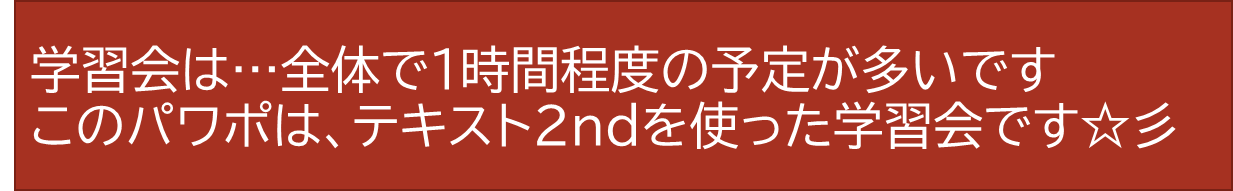 学習会は…全体で1時間程度の予定が多いです
このパワポは、テキスト2ndを使った学習会です☆彡